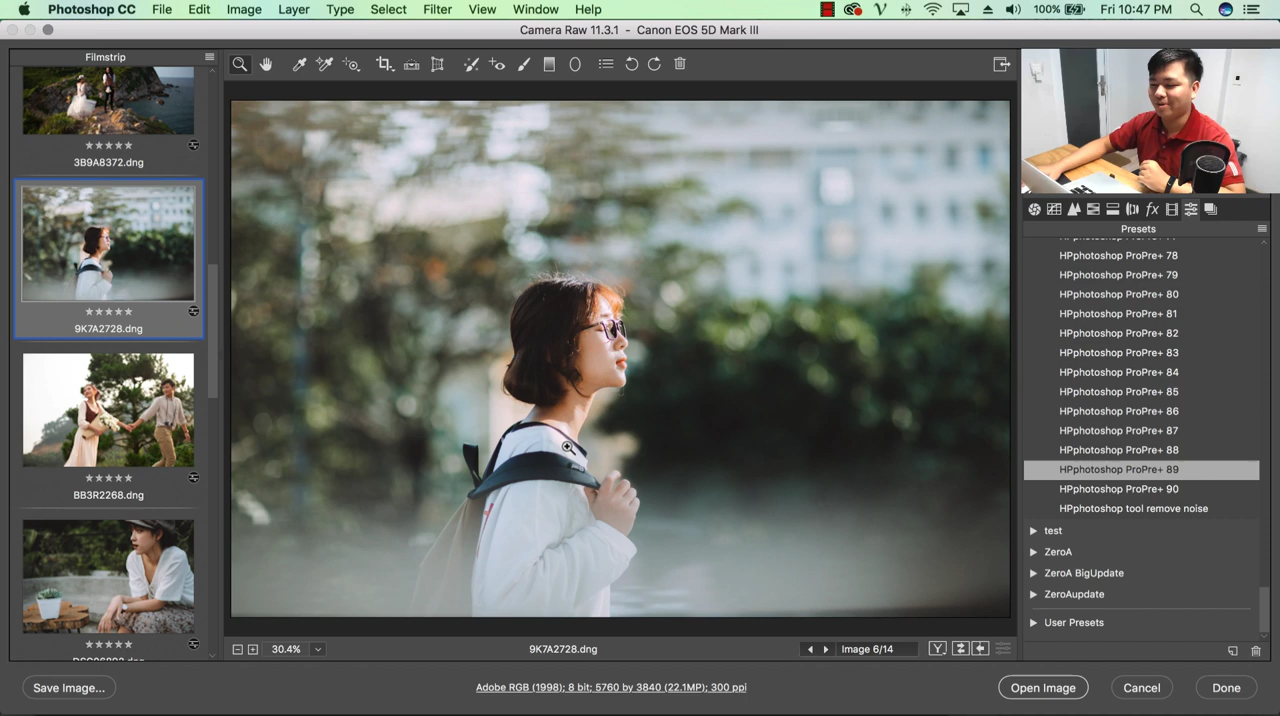 Photoshop CC File Edit Image Layer Type Select Filter View Window Help 100% Fri 10:47 PM
Camera Raw 11.3.1 - Canon EOS 5D Mark III
Filmstrip
3B9A8372.dng
9K7A2728.dng
BB3R2268.dng
fx
Presets
HPphotoshop ProPre+ 78
HPphotoshop ProPre+ 79
HPphotoshop ProPre+ 80
HPphotoshop ProPre+ 81
HPphotoshop ProPre+ 82
HPphotoshop ProPre+ 83
HPphotoshop ProPre+ 84
HPphotoshop ProPre+ 85
HPphotoshop ProPre+ 86
HPphotoshop ProPre+ 87
HPphotoshop ProPre+ 88
HPphotoshop ProPre+ 89
HPphotoshop ProPre+ 90
HPphotoshop tool remove noise
test
ZeroA
ZeroA BigUpdate
ZeroAupdate
User Presets
30.4% 9K7A2728.dng Image 6/14 Y
Save Image... Adobe RGB (1998); 8 bit; 5760 by 3840 (22.1MP); 300 ppi Open Image Cancel Done